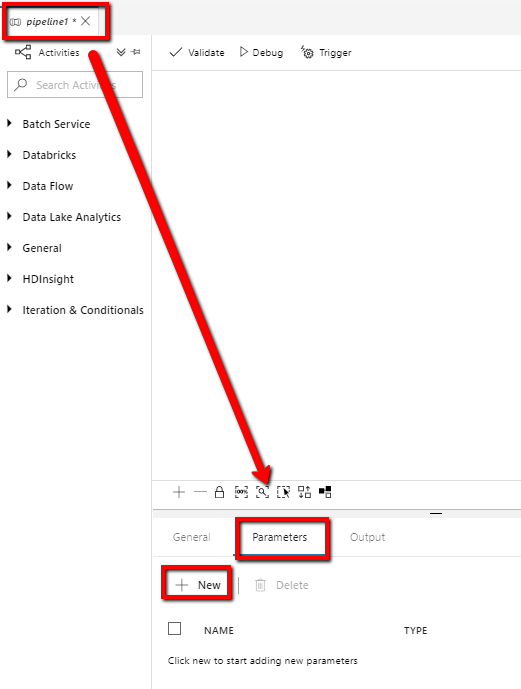 pipeline1 *
Activities
Validate Debug Trigger
Search Activities
Batch Service
Databricks
Data Flow
Data Lake Analytics
General
HDInsight
Iteration & Conditionals
100%
General Parameters Output
New Delete
NAME TYPE
Click new to start adding new parameters